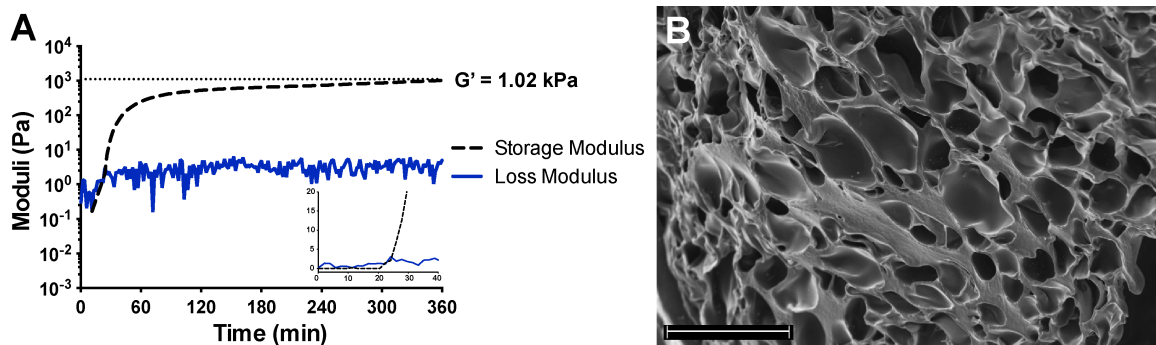 A
B
Moduli (Pa)
10⁴
10³
10²
10¹
10⁰
10⁻¹
10⁻²
10⁻³
0 60 120 180 240 300 360
Time (min)
G’ = 1.02 kPa
Storage Modulus
Loss Modulus
20
15
10
5
0
0 10 20 30 40